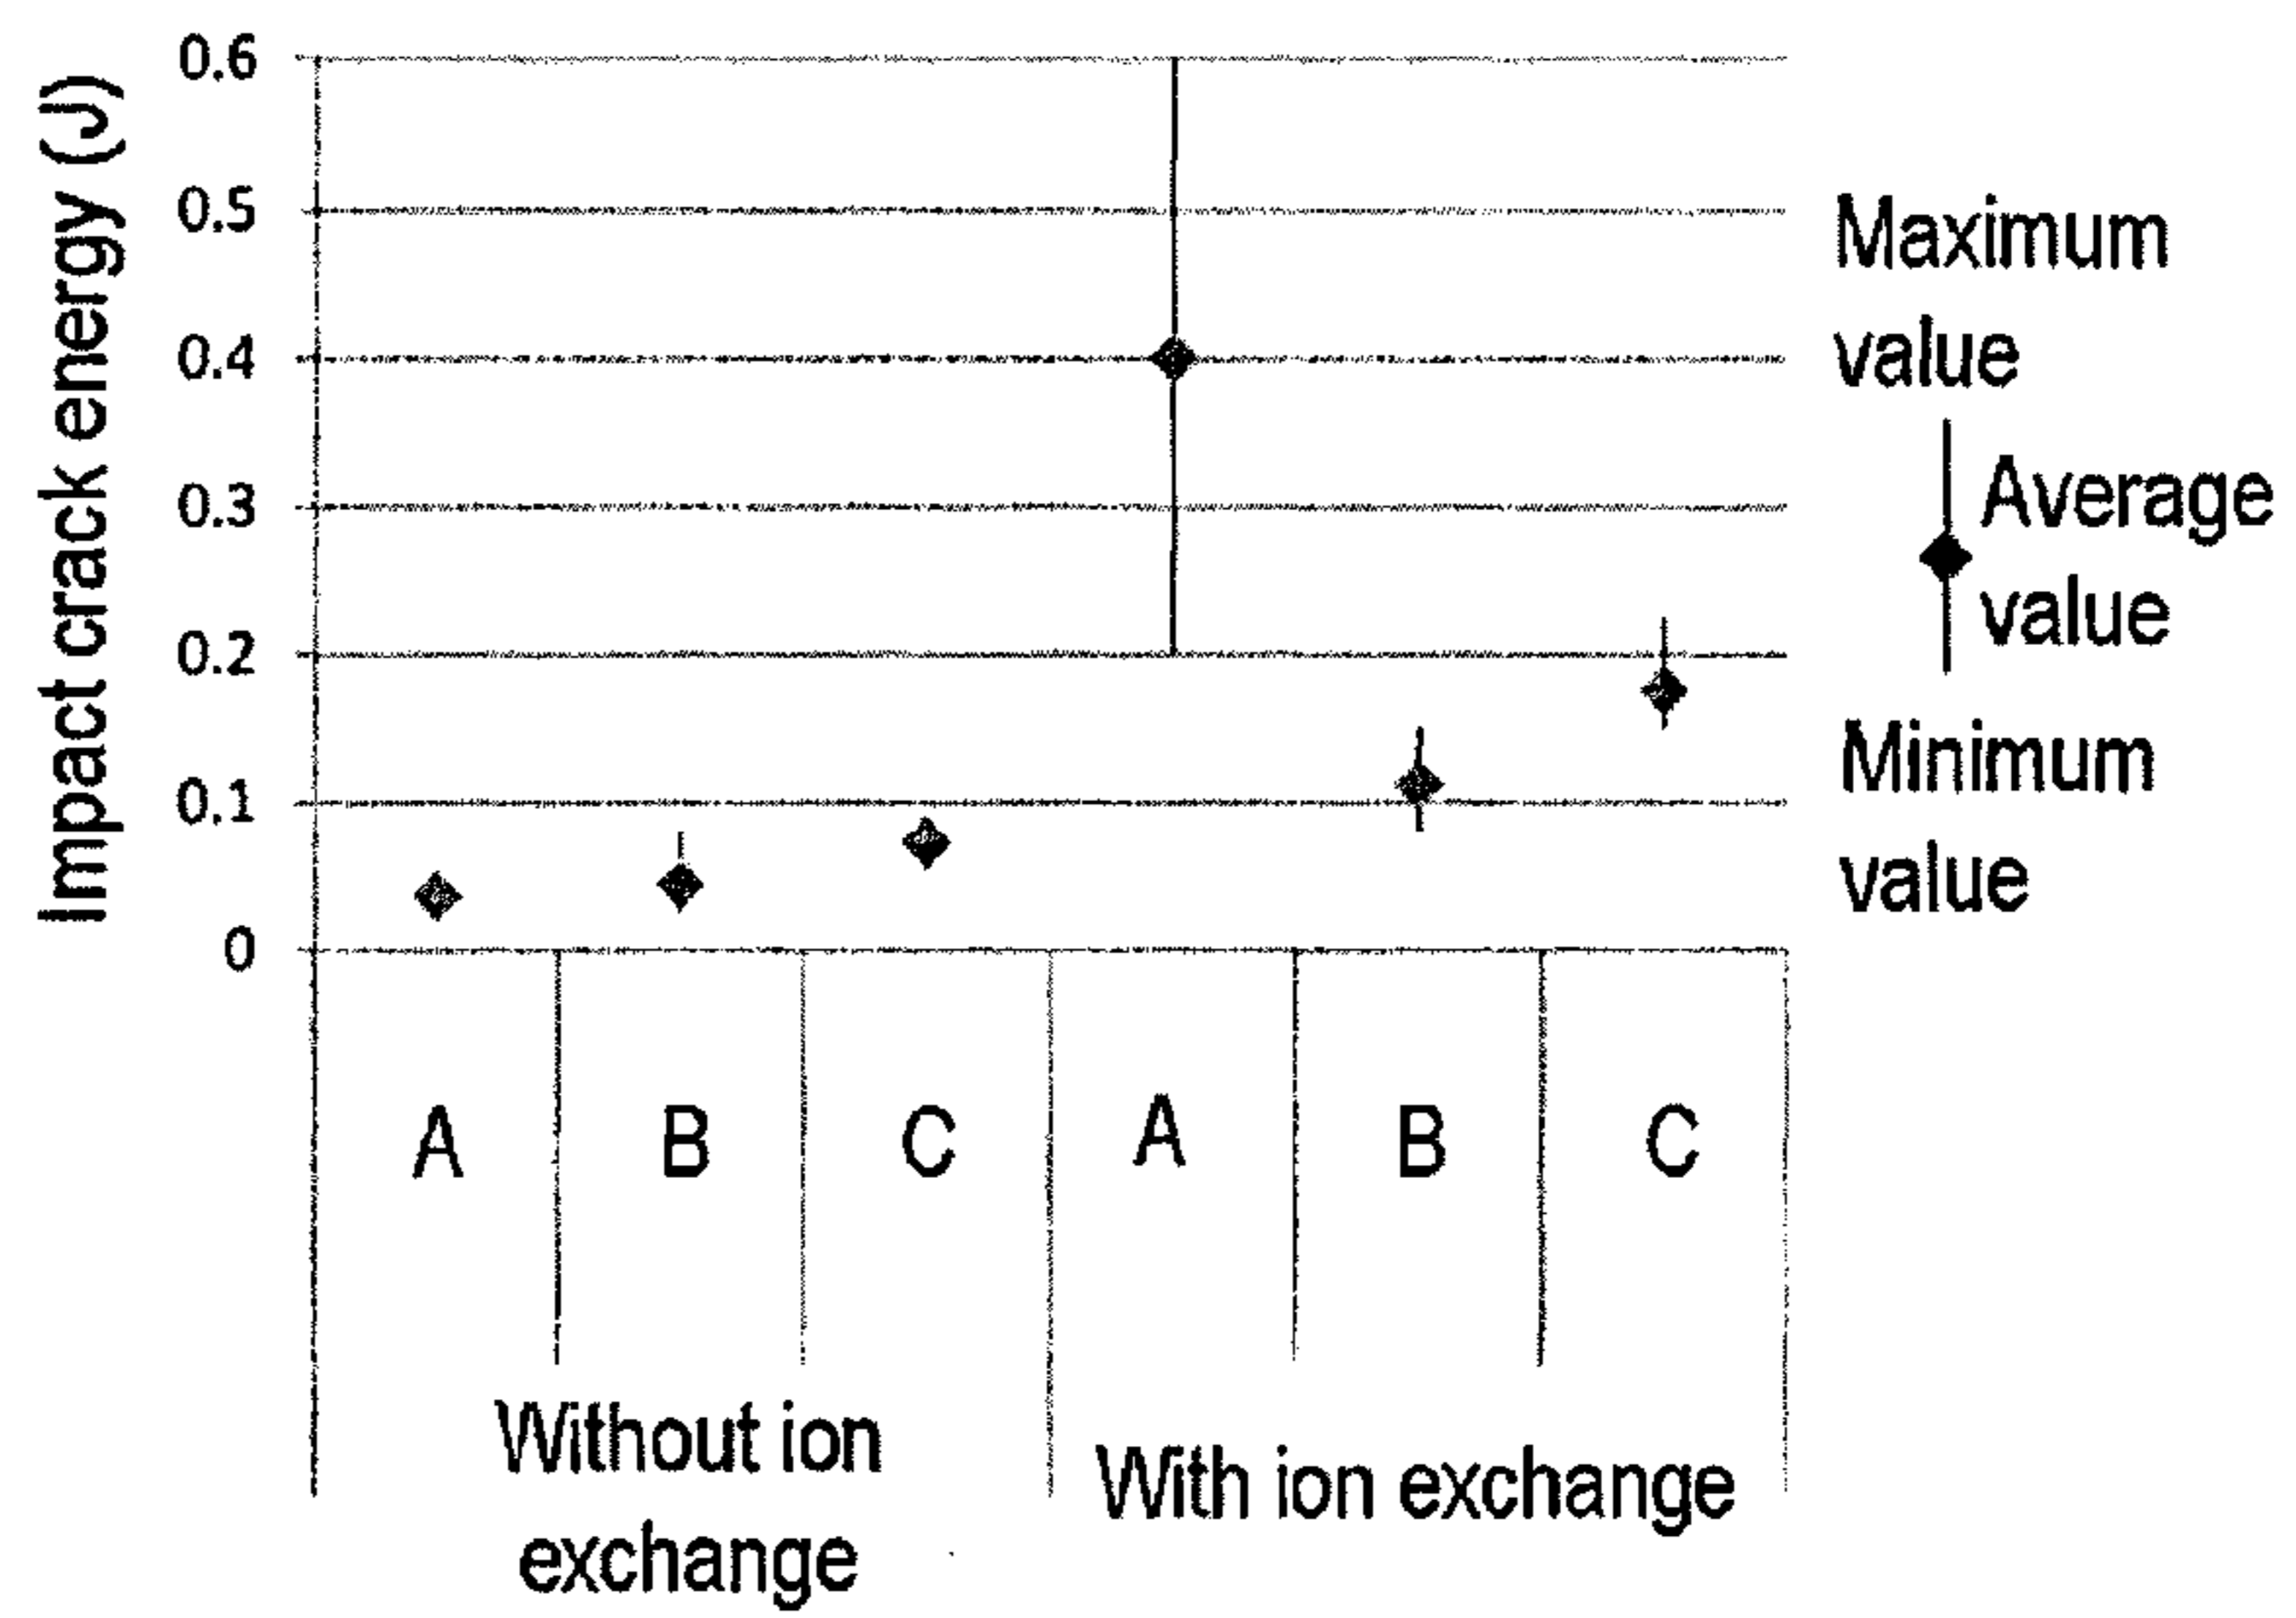 Impact crack energy (J)
0.6
0.5
0.4
0.3
0.2
0.1
0
A
B
C
A
B
C
Without ion
exchange
With ion exchange
Maximum
value
Average
value
Minimum
value